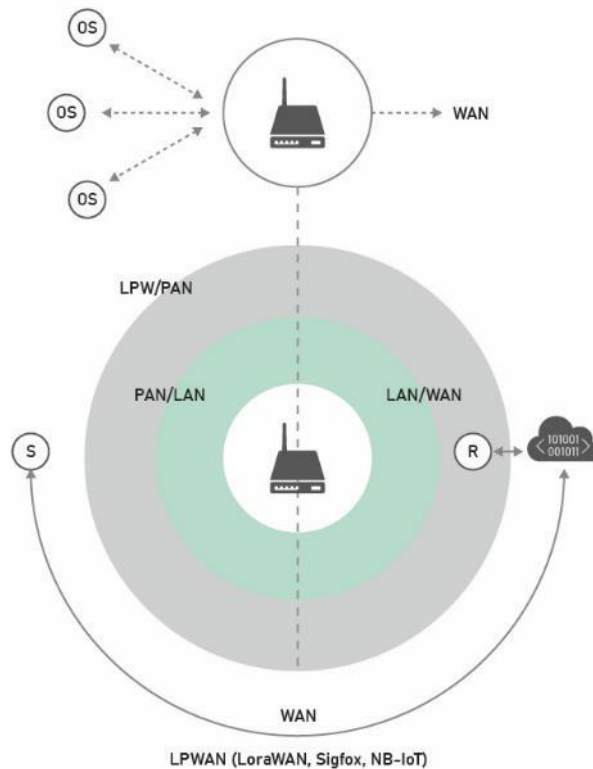 OS
OS
WAN
OS
LPW/PAN
PAN/LAN
LAN/WAN
S
R
101001
001011
WAN
LPWAN (LoraWAN, Sigfox, NB-IoT)